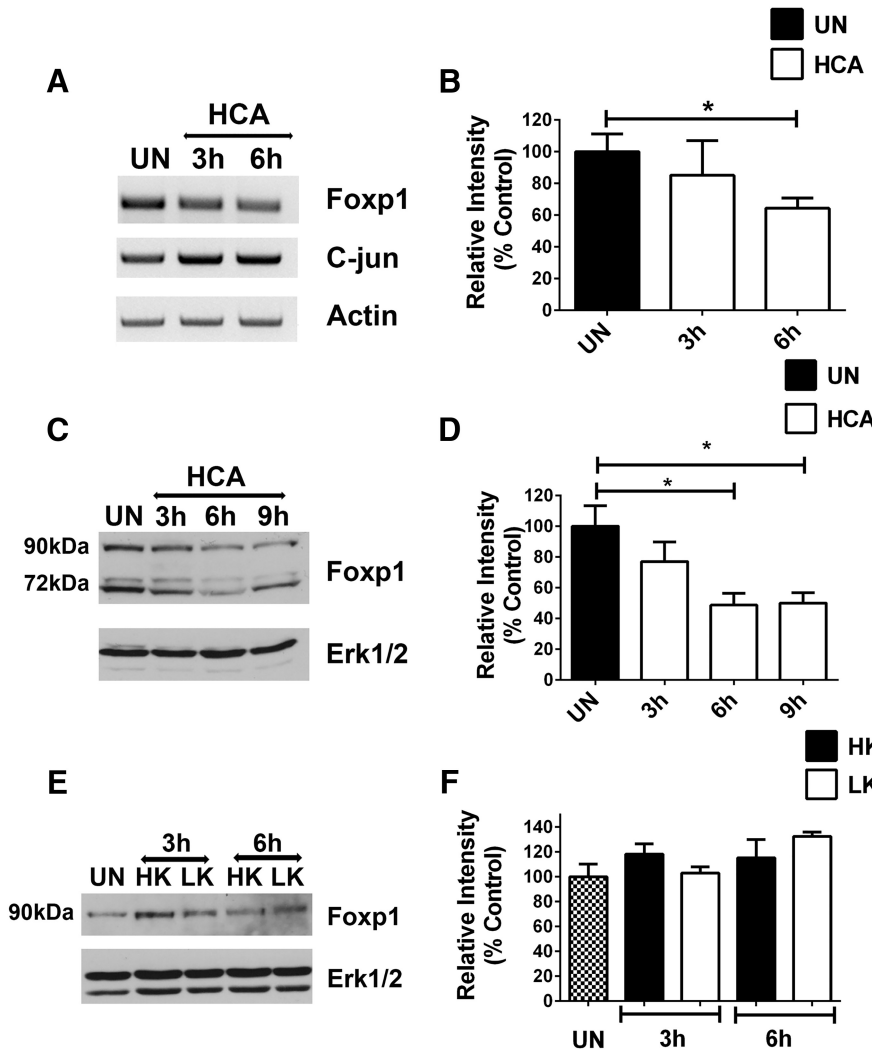 UN
HCA
A
HCA
UN 3h 6h
Foxp1
C-jun
Actin
B
Relative Intensity
(% Control)
120
100
80
60
40
20
0
*
UN 3h 6h
UN
HCA
C
HCA
UN 3h 6h 9h
90kDa
72kDa
Foxp1
Erk1/2
D
Relative Intensity
(% Control)
120
100
80
60
40
20
0
*
*
UN 3h 6h 9h
HK
LK
E
3h 6h
UN HK LK HK LK
90kDa
Foxp1
Erk1/2
F
Relative Intensity
(% Control)
140
120
100
80
60
40
20
0
UN 3h 6h